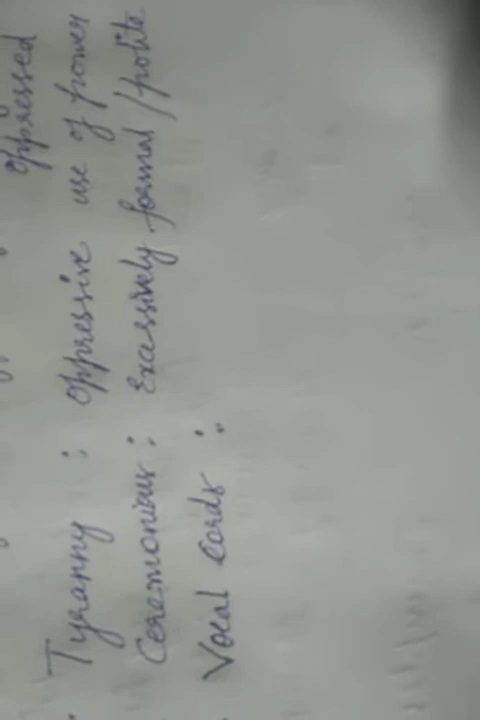 oppressed
Tyranny : oppressive use of power
Ceremonious : Excessively formal / polite
Vocal Cords :